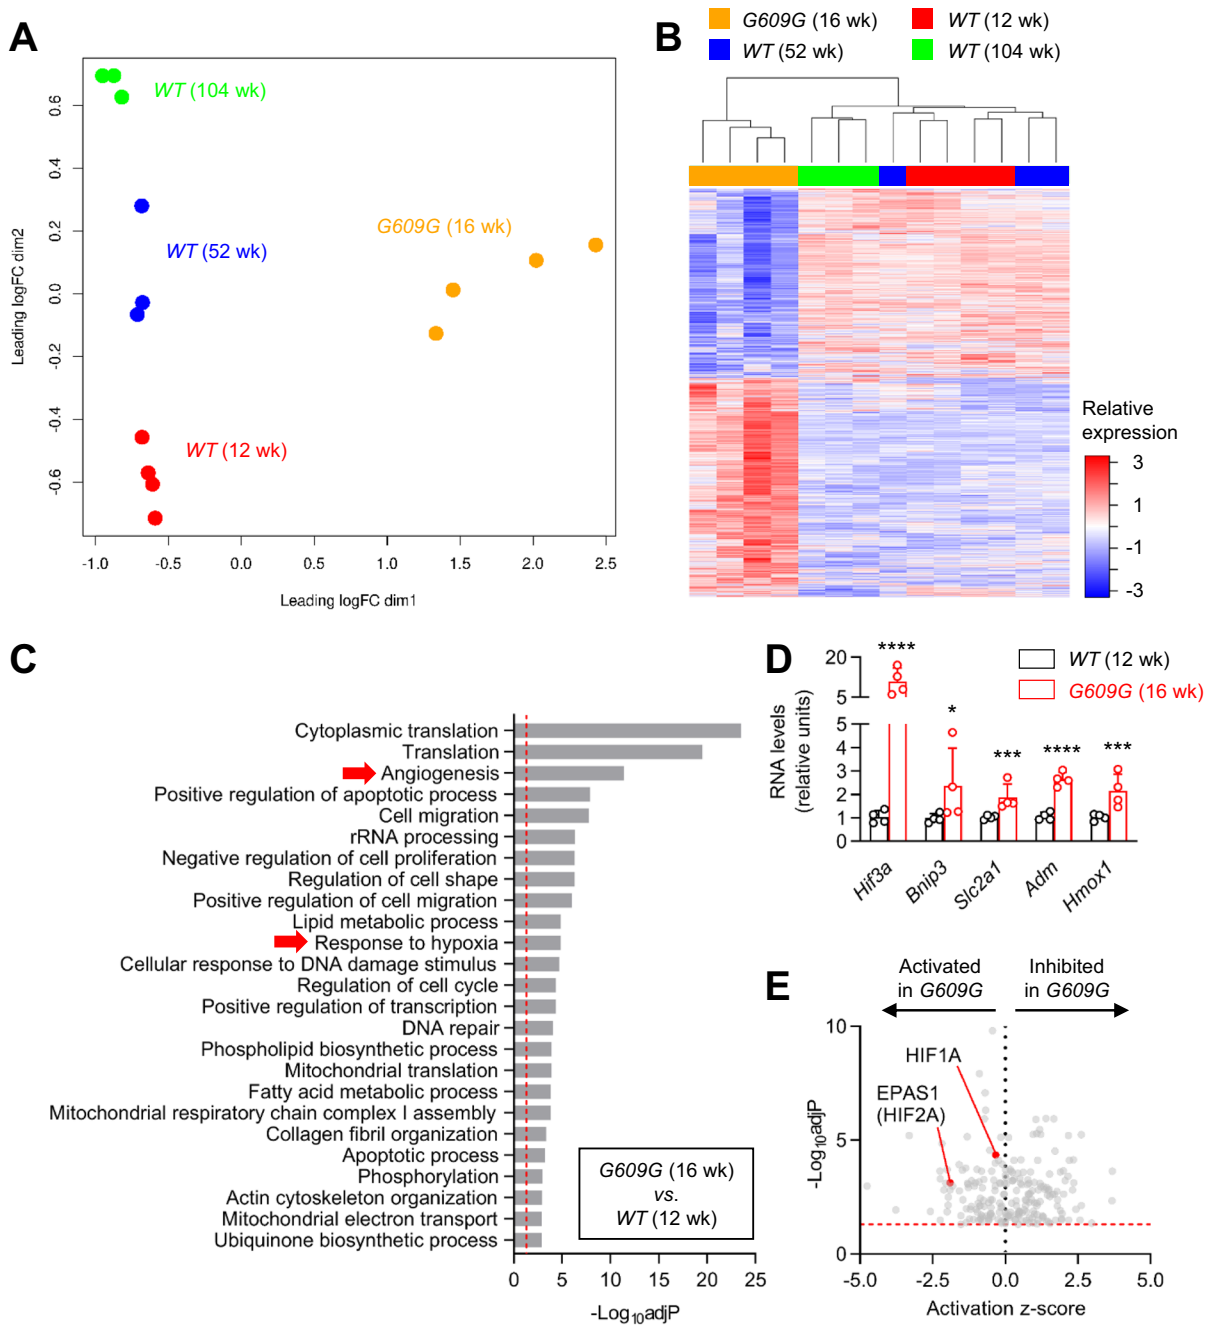 A
WT (104 wk)
WT (52 wk)
G609G (16 wk)
WT (12 wk)
Leading logFC dim2
0.6
0.4
0.2
0.0
-0.2
-0.4
-0.6
-1.0 -0.5 0.0 0.5 1.0 1.5 2.0 2.5
Leading logFC dim1
B
G609G (16 wk) WT (12 wk)
WT (52 wk) WT (104 wk)
Relative
expression
3
1
-1
-3
C
Cytoplasmic translation
Translation
Angiogenesis
Positive regulation of apoptotic process
Cell migration
rRNA processing
Negative regulation of cell proliferation
Regulation of cell shape
Positive regulation of cell migration
Lipid metabolic process
Response to hypoxia
Cellular response to DNA damage stimulus
Regulation of cell cycle
Positive regulation of transcription
DNA repair
Phospholipid biosynthetic process
Mitochondrial translation
Fatty acid metabolic process
Mitochondrial respiratory chain complex I assembly
Collagen fibril organization
Apoptotic process
Phosphorylation
Actin cytoskeleton organization
Mitochondrial electron transport
Ubiquinone biosynthetic process
G609G (16 wk)
vs.
WT (12 wk)
0 5 10 15 20 25
-Log10adjP
D
WT (12 wk)
G609G (16 wk)
RNA levels
(relative units)
20
5
5
4
3
2
1
0
**** * *** **** ***
Hif3a Bnip3 Slc2a1 Adm Hmox1
E
Activated
in G609G
Inhibited
in G609G
HIF1A
EPAS1
(HIF2A)
-Log10adjP
10
5
0
-5.0 -2.5 0.0 2.5 5.0
Activation z-score